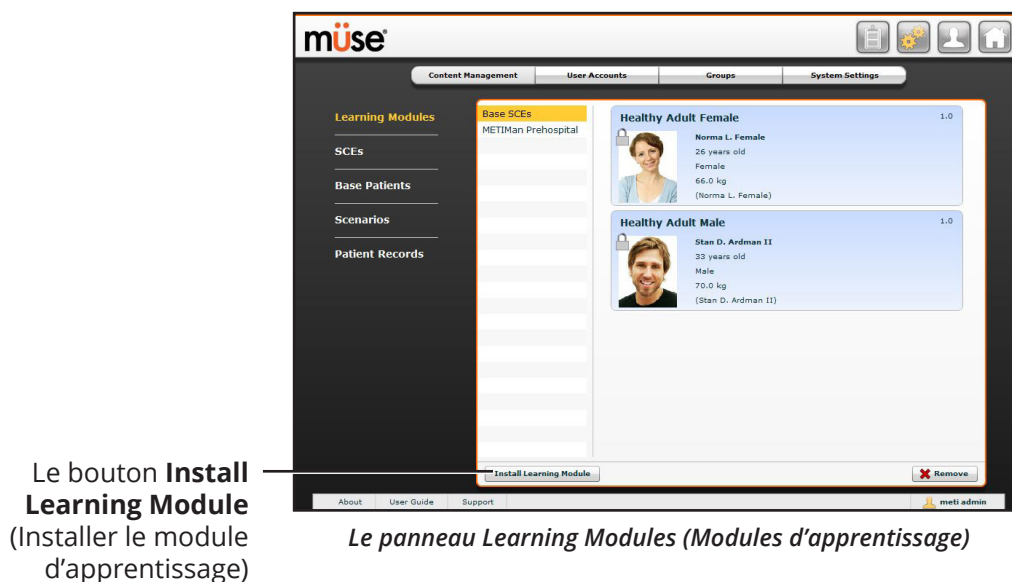 müse®
Content Management User Accounts Groups System Settings
Learning Modules
SCEs
Base Patients
Scenarios
Patient Records
Base SCEs
METIMan Prehospital
Healthy Adult Female 1.0
Norma L. Female
26 years old
Female
66.0 kg
(Norma L. Female)
Healthy Adult Male 1.0
Stan D. Ardman II
33 years old
Male
70.0 kg
(Stan D. Ardman II)
Install Learning Module Remove
About User Guide Support meti admin
Le bouton Install
Learning Module
(Installer le module
d’apprentissage)
Le panneau Learning Modules (Modules d’apprentissage)